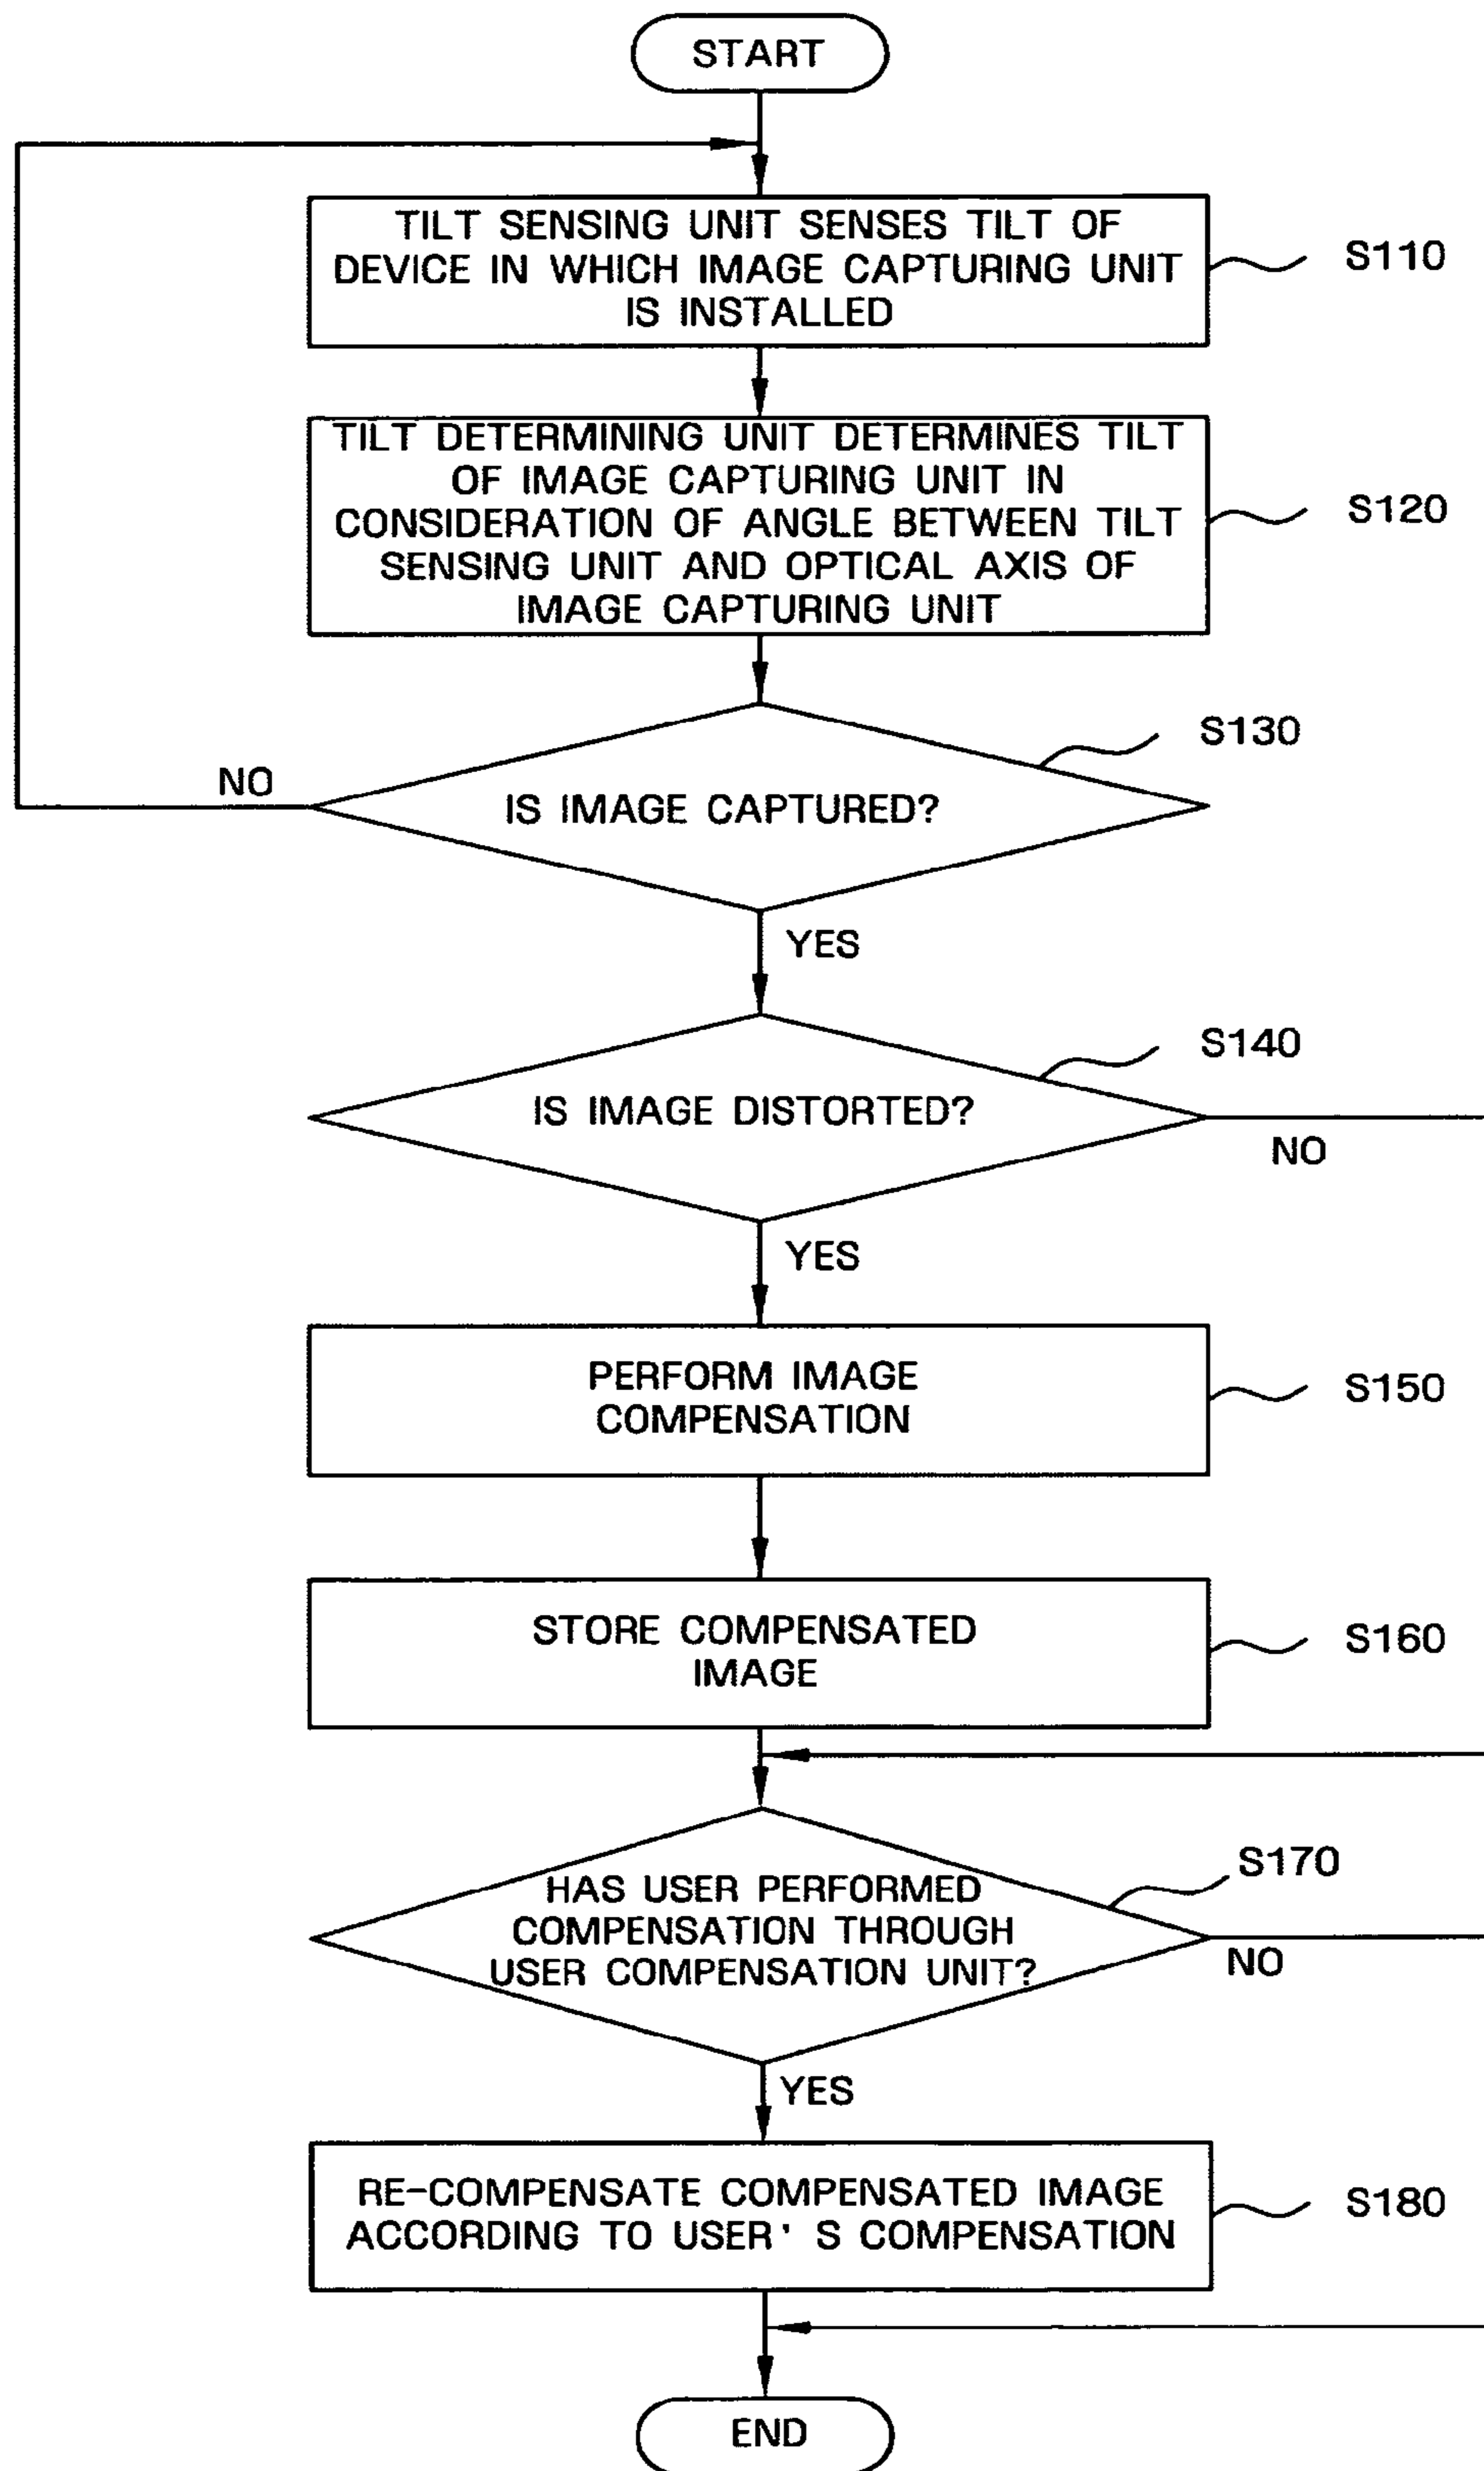 START
TILT SENSING UNIT SENSES TILT OF
DEVICE IN WHICH IMAGE CAPTURING UNIT
IS INSTALLED
S110
TILT DETERMINING UNIT DETERMINES TILT
OF IMAGE CAPTURING UNIT IN
CONSIDERATION OF ANGLE BETWEEN TILT
SENSING UNIT AND OPTICAL AXIS OF
IMAGE CAPTURING UNIT
S120
S130
NO
IS IMAGE CAPTURED?
YES
S140
IS IMAGE DISTORTED?
NO
YES
PERFORM IMAGE
COMPENSATION
S150
STORE COMPENSATED
IMAGE
S160
S170
HAS USER PERFORMED
COMPENSATION THROUGH
USER COMPENSATION UNIT?
NO
YES
RE-COMPENSATE COMPENSATED IMAGE
ACCORDING TO USER' S COMPENSATION
S180
END